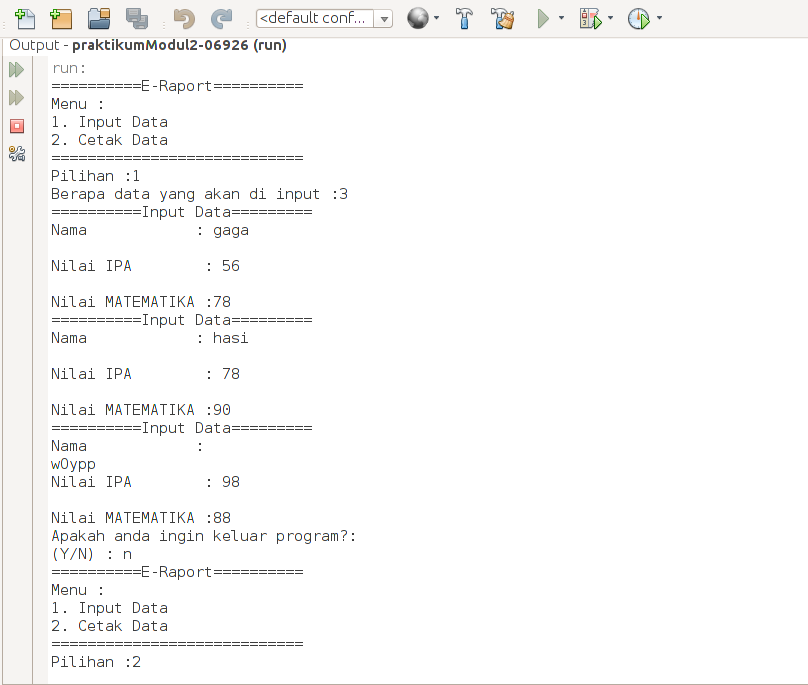 <default conf...
Output - praktikumModul2-06926 (run)
run:
==========E-Raport==========
Menu :
1. Input Data
2. Cetak Data
============================
Pilihan :1
Berapa data yang akan di input :3
==========Input Data=========
Nama            : gaga
Nilai IPA        : 56
Nilai MATEMATIKA :78
==========Input Data=========
Nama            : hasi
Nilai IPA        : 78
Nilai MATEMATIKA :90
==========Input Data=========
Nama            :
wOypp
Nilai IPA        : 98
Nilai MATEMATIKA :88
Apakah anda ingin keluar program?:
(Y/N) : n
==========E-Raport==========
Menu :
1. Input Data
2. Cetak Data
============================
Pilihan :2